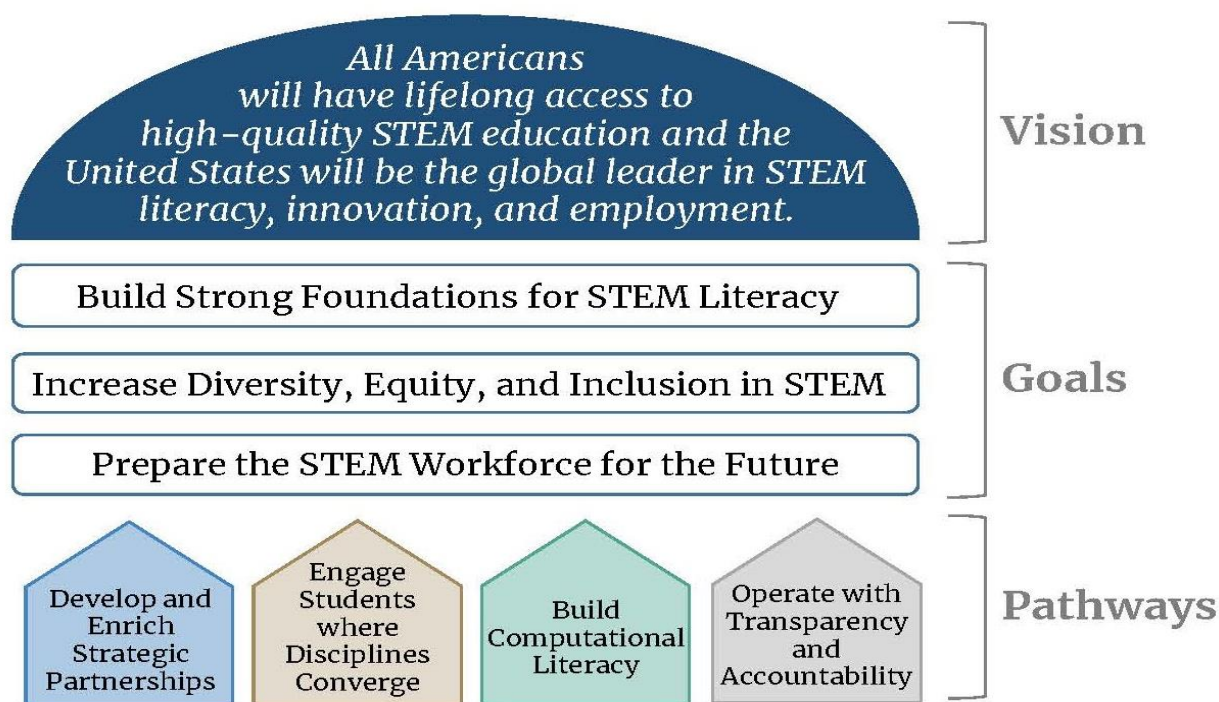 All Americans
will have lifelong access to
high-quality STEM education and the
United States will be the global leader in STEM
literacy, innovation, and employment.
Vision
Build Strong Foundations for STEM Literacy
Increase Diversity, Equity, and Inclusion in STEM
Prepare the STEM Workforce for the Future
Goals
Develop and
Enrich
Strategic
Partnerships
Engage
Students
where
Disciplines
Converge
Build
Computational
Literacy
Operate with
Transparency
and
Accountability
Pathways